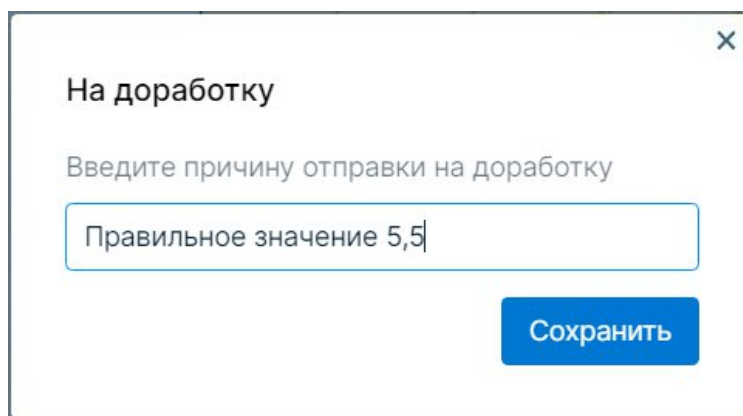 На доработку
Введите причину отправки на доработку
Правильное значение 5,5
Сохранить